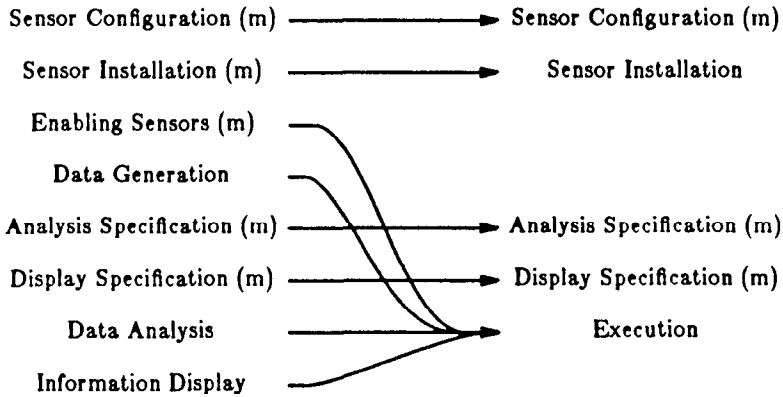 Sensor Configuration (m) Sensor Configuration (m)
Sensor Installation (m) Sensor Installation
Enabling Sensors (m)
Data Generation
Analysis Specification (m) Analysis Specification (m)
Display Specification (m) Display Specification (m)
Data Analysis Execution
Information Display